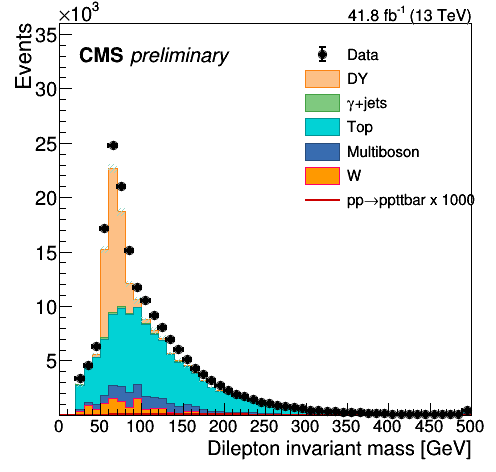 ×10³
41.8 fb⁻¹ (13 TeV)
CMS preliminary
Events
35
30
25
20
15
10
5
Data
DY
γ+jets
Top
Multiboson
W
pp→ppttbar x 1000
0 50 100 150 200 250 300 350 400 450 500
Dilepton invariant mass [GeV]